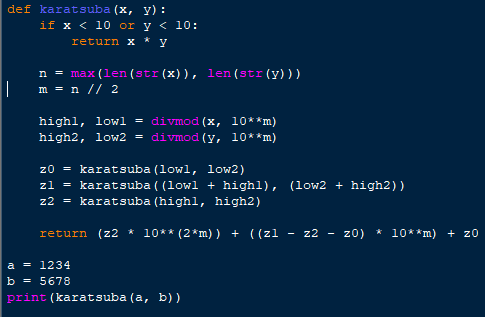 def karatsuba(x, y):
    if x < 10 or y < 10:
        return x * y

    n = max(len(str(x)), len(str(y)))
    m = n // 2

    high1, low1 = divmod(x, 10**m)
    high2, low2 = divmod(y, 10**m)

    z0 = karatsuba(low1, low2)
    z1 = karatsuba((low1 + high1), (low2 + high2))
    z2 = karatsuba(high1, high2)

    return (z2 * 10**(2*m)) + ((z1 - z2 - z0) * 10**m) + z0

a = 1234
b = 5678
print(karatsuba(a, b))